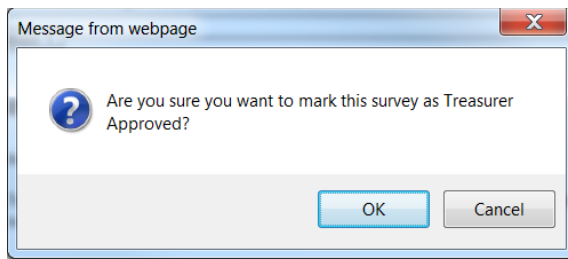 Message from webpage
X
?
Are you sure you want to mark this survey as Treasurer
Approved?
OK
Cancel